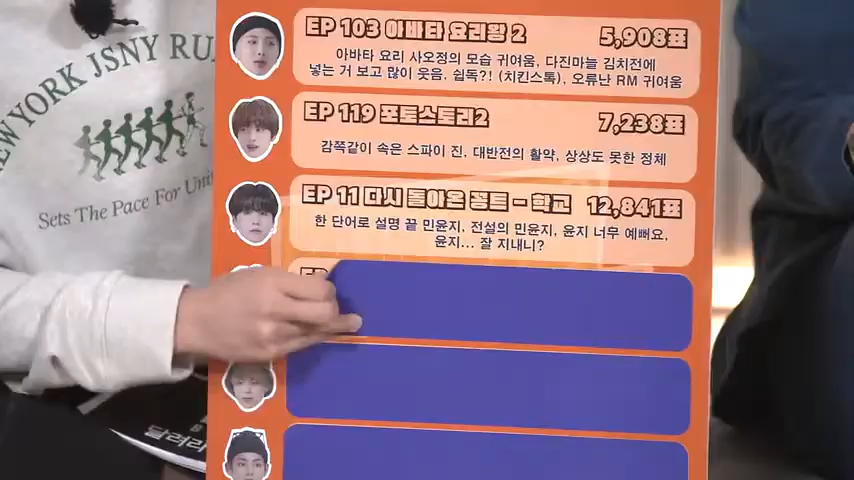 EP 103 아바타 요리왕 2 5,908표
아바타 요리 사오정의 모습 귀여움, 다진마늘 김치전에
넣는 거 보고 많이 웃음. 쉽독?! (치킨스톡), 오류난 RM 귀여움
EP 119 포토스토리2 7,238표
감쪽같이 속은 스파이 진, 대반전의 활약, 상상도 못한 정체
EP 11 다시 돌아온 꽁트 - 학교 12,841표
한 단어로 설명 끝 민윤지, 전설의 민윤지, 윤지 너무 예뻐요,
윤지... 잘 지내니?
EP
NEW YORK JSNY RU
Sets The Pace For
달려라